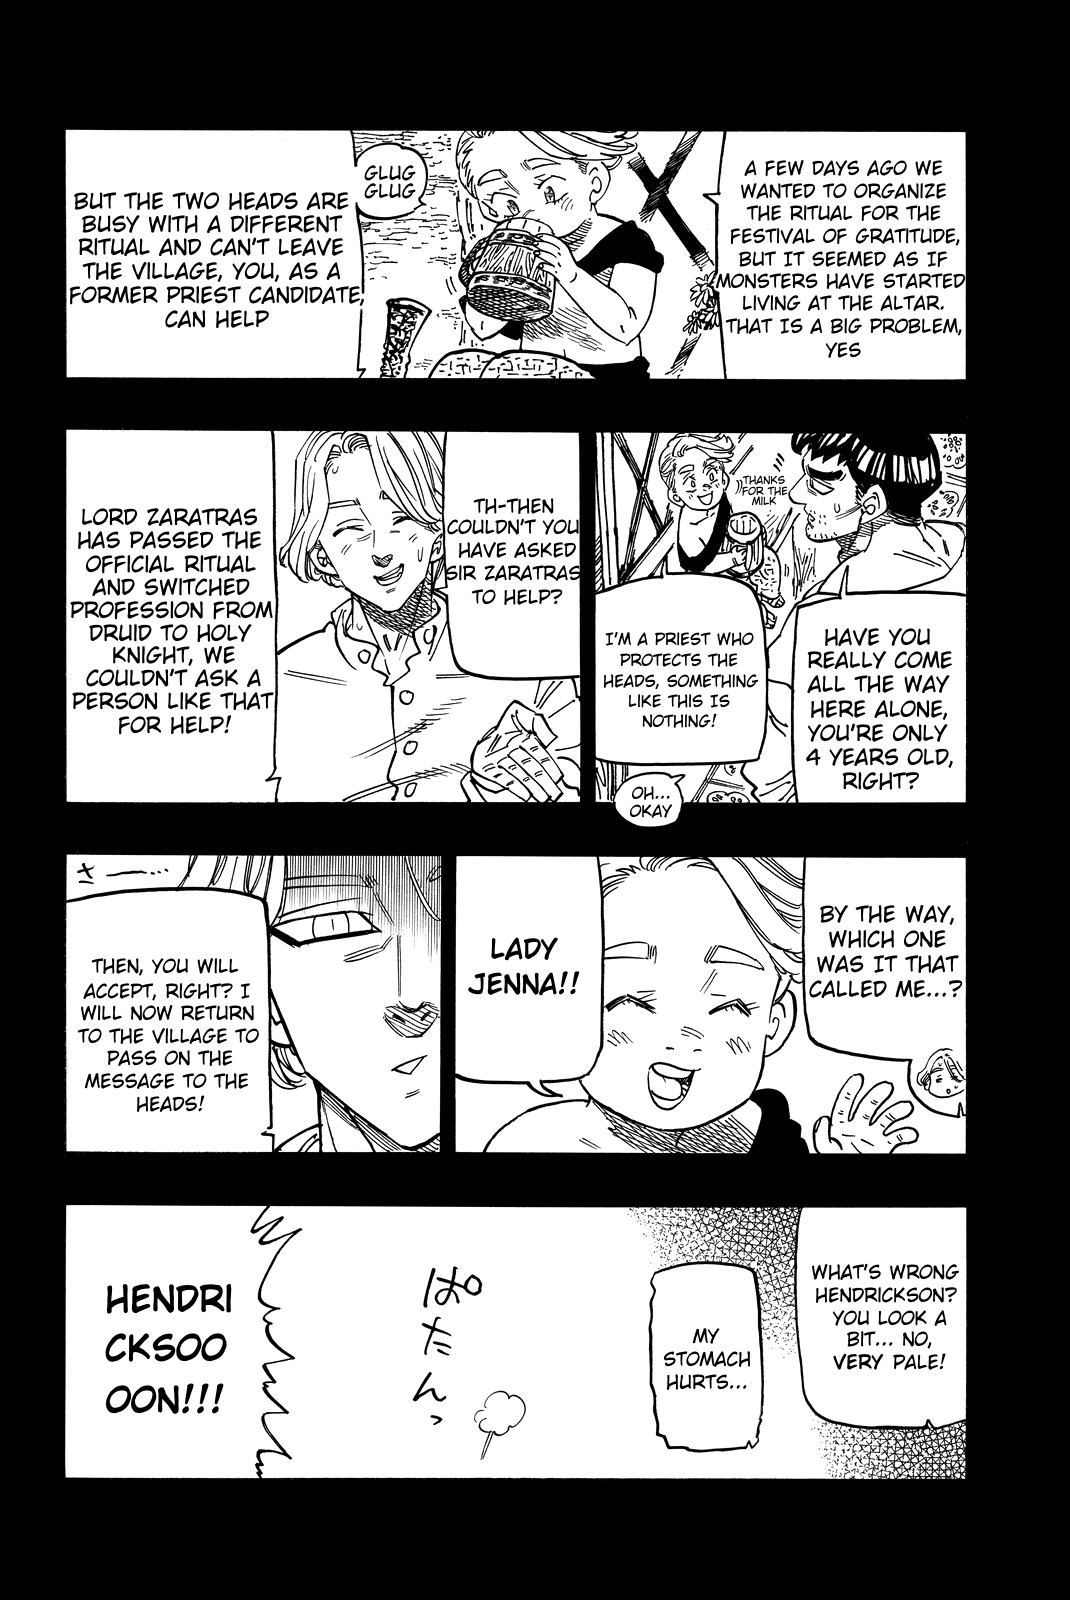 A FEW DAYS AGO WE
WANTED TO ORGANIZE
THE RITUAL FOR THE
FESTIVAL OF GRATITUDE,
BUT IT SEEMED AS IF
MONSTERS HAVE STARTED
LIVING AT THE ALTAR.
THAT IS A BIG PROBLEM,
YES
GLUG
GLUG
BUT THE TWO HEADS ARE
BUSY WITH A DIFFERENT
RITUAL AND CAN'T LEAVE
THE VILLAGE, YOU, AS A
FORMER PRIEST CANDIDATE,
CAN HELP
THANKS
FOR THE
MILK
HAVE YOU
REALLY COME
ALL THE WAY
HERE ALONE,
YOU'RE ONLY
4 YEARS OLD,
RIGHT?
I'M A PRIEST WHO
PROTECTS THE
HEADS, SOMETHING
LIKE THIS IS
NOTHING!
OH...
OKAY
TH-THEN
COULDN'T YOU
HAVE ASKED
SIR ZARATRAS
TO HELP?
LORD ZARATRAS
HAS PASSED THE
OFFICIAL RITUAL
AND SWITCHED
PROFESSION FROM
DRUID TO HOLY
KNIGHT, WE
COULDN'T ASK A
PERSON LIKE THAT
FOR HELP!
BY THE WAY,
WHICH ONE
WAS IT THAT
CALLED ME...?
LADY
JENNA!!
THEN, YOU WILL
ACCEPT, RIGHT? I
WILL NOW RETURN
TO THE VILLAGE TO
PASS ON THE
MESSAGE TO THE
HEADS!
WHAT'S WRONG
HENDRICKSON?
YOU LOOK A
BIT... NO,
VERY PALE!
MY
STOMACH
HURTS...
ぱたんっ
HENDRI
CKSOO
OON!!!